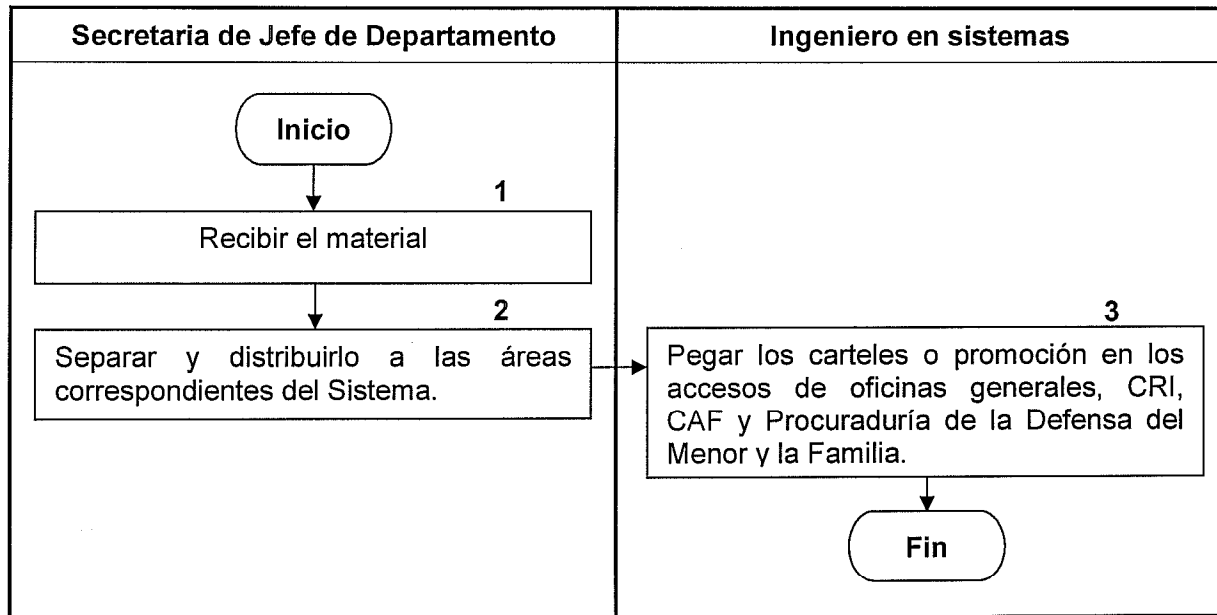 Secretaria de Jefe de Departamento
Ingeniero en sistemas
Inicio
1
Recibir el material
2
Separar y distribuirlo a las áreas
correspondientes del Sistema.
3
Pegar los carteles o promoción en los
accesos de oficinas generales, CRI,
CAF y Procuraduría de la Defensa del
Menor y la Familia.
Fin